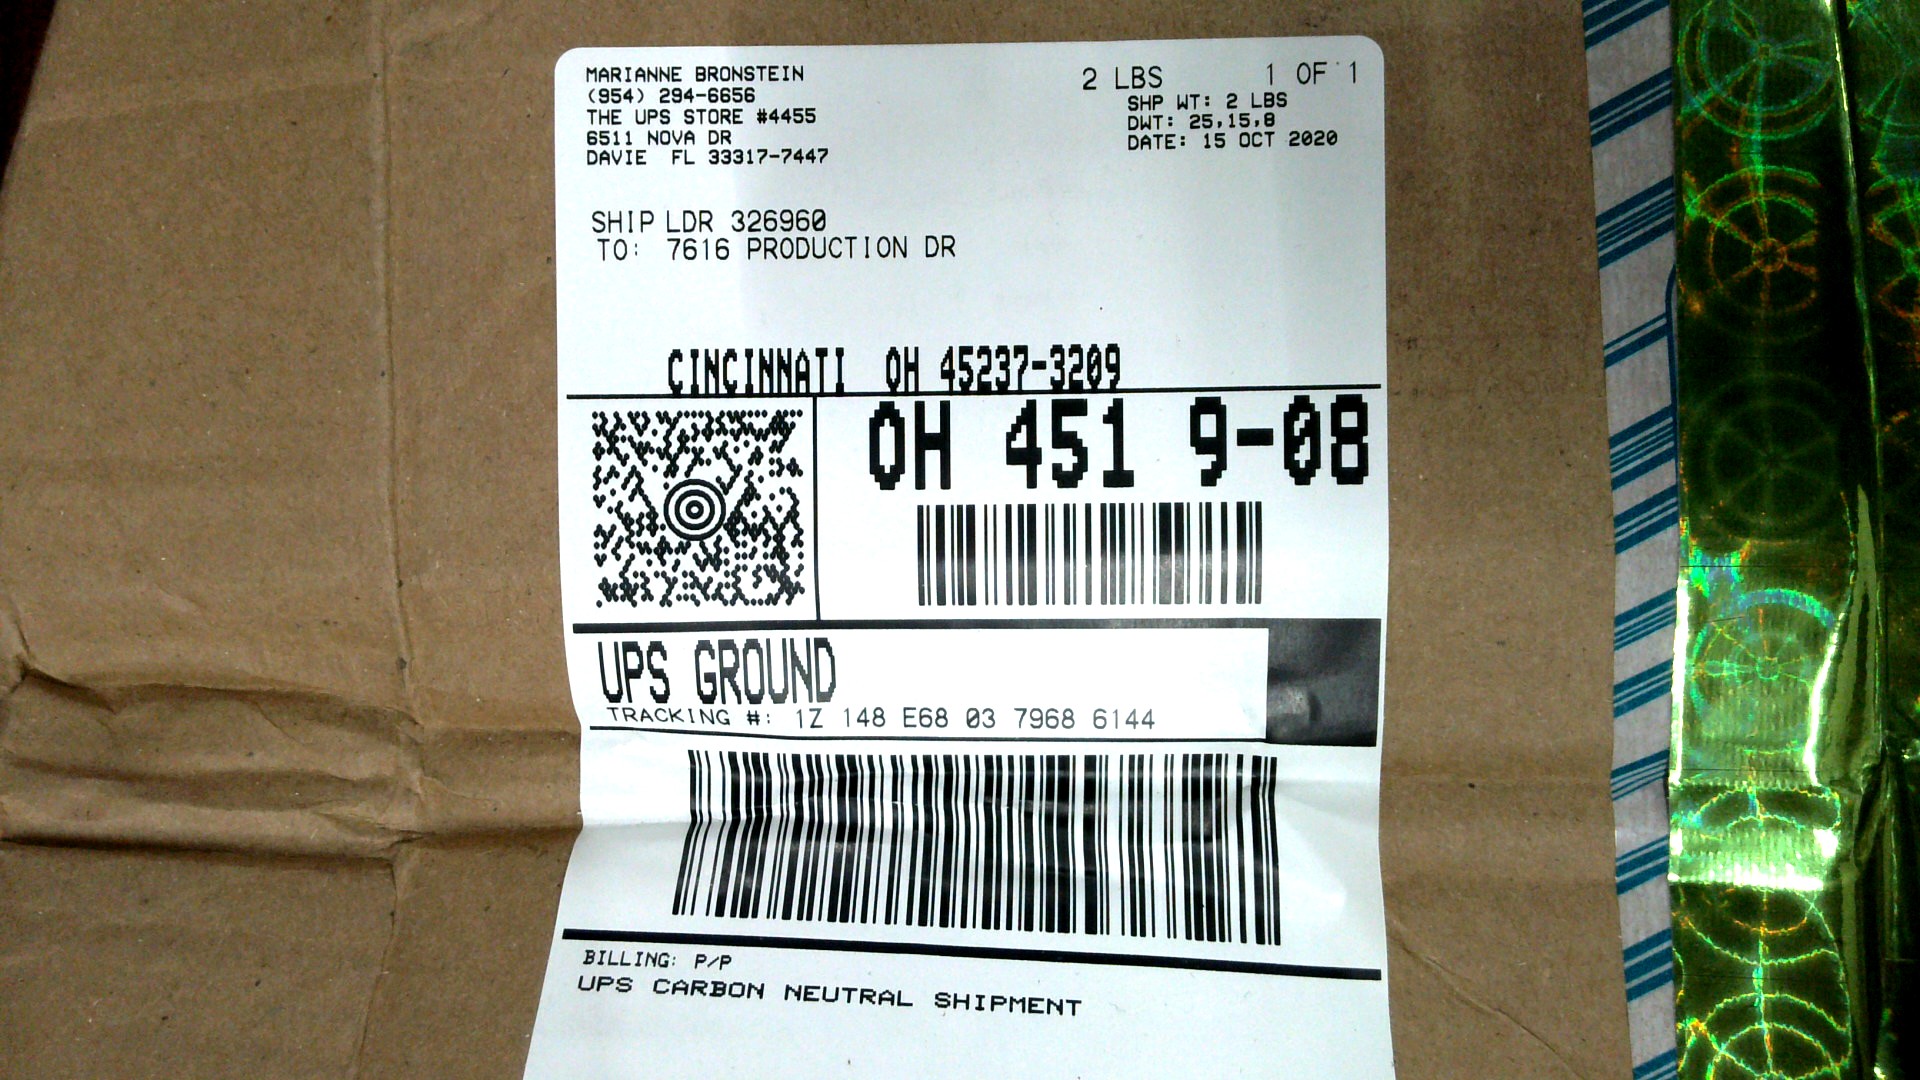 MARIANNE BRONSTEIN
(954) 294-6656
THE UPS STORE #4455
6511 NOVA DR
DAVIE FL 33317-7447
2 LBS 1 OF 1
SHP WT: 2 LBS
DWT: 25,15,8
DATE: 15 OCT 2020
SHIP LDR 326960
TO: 7616 PRODUCTION DR
CINCINNATI OH 45237-3209
OH 451 9-08
UPS GROUND
TRACKING #: 1Z 148 E68 03 7968 6144
BILLING: P/P
UPS CARBON NEUTRAL SHIPMENT